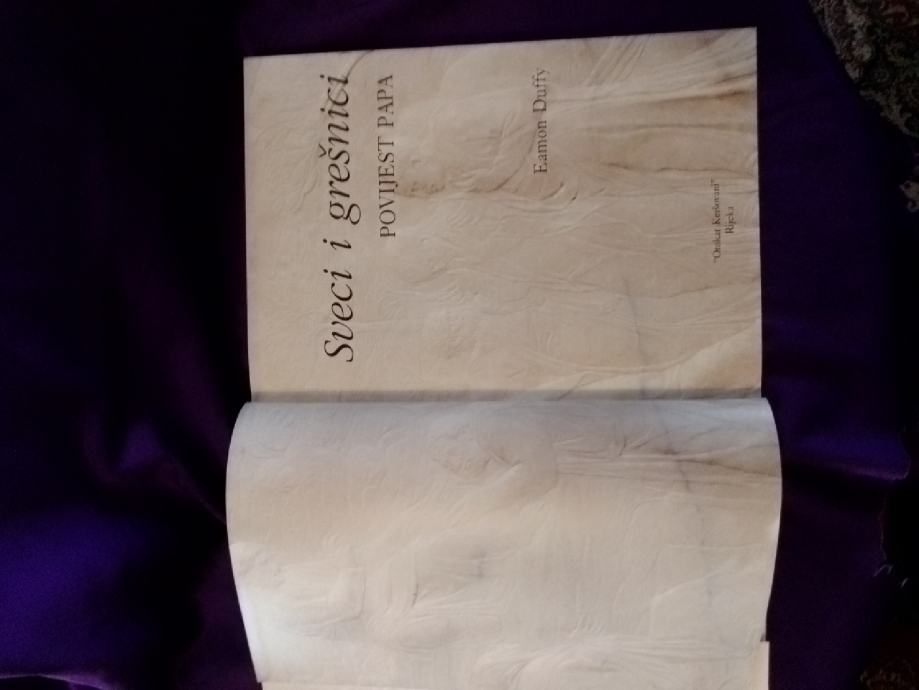 Sveci i grešnici
POVIJEST PAPA
Eamon Duffy
"Otokar Keršovani"
Rijeka